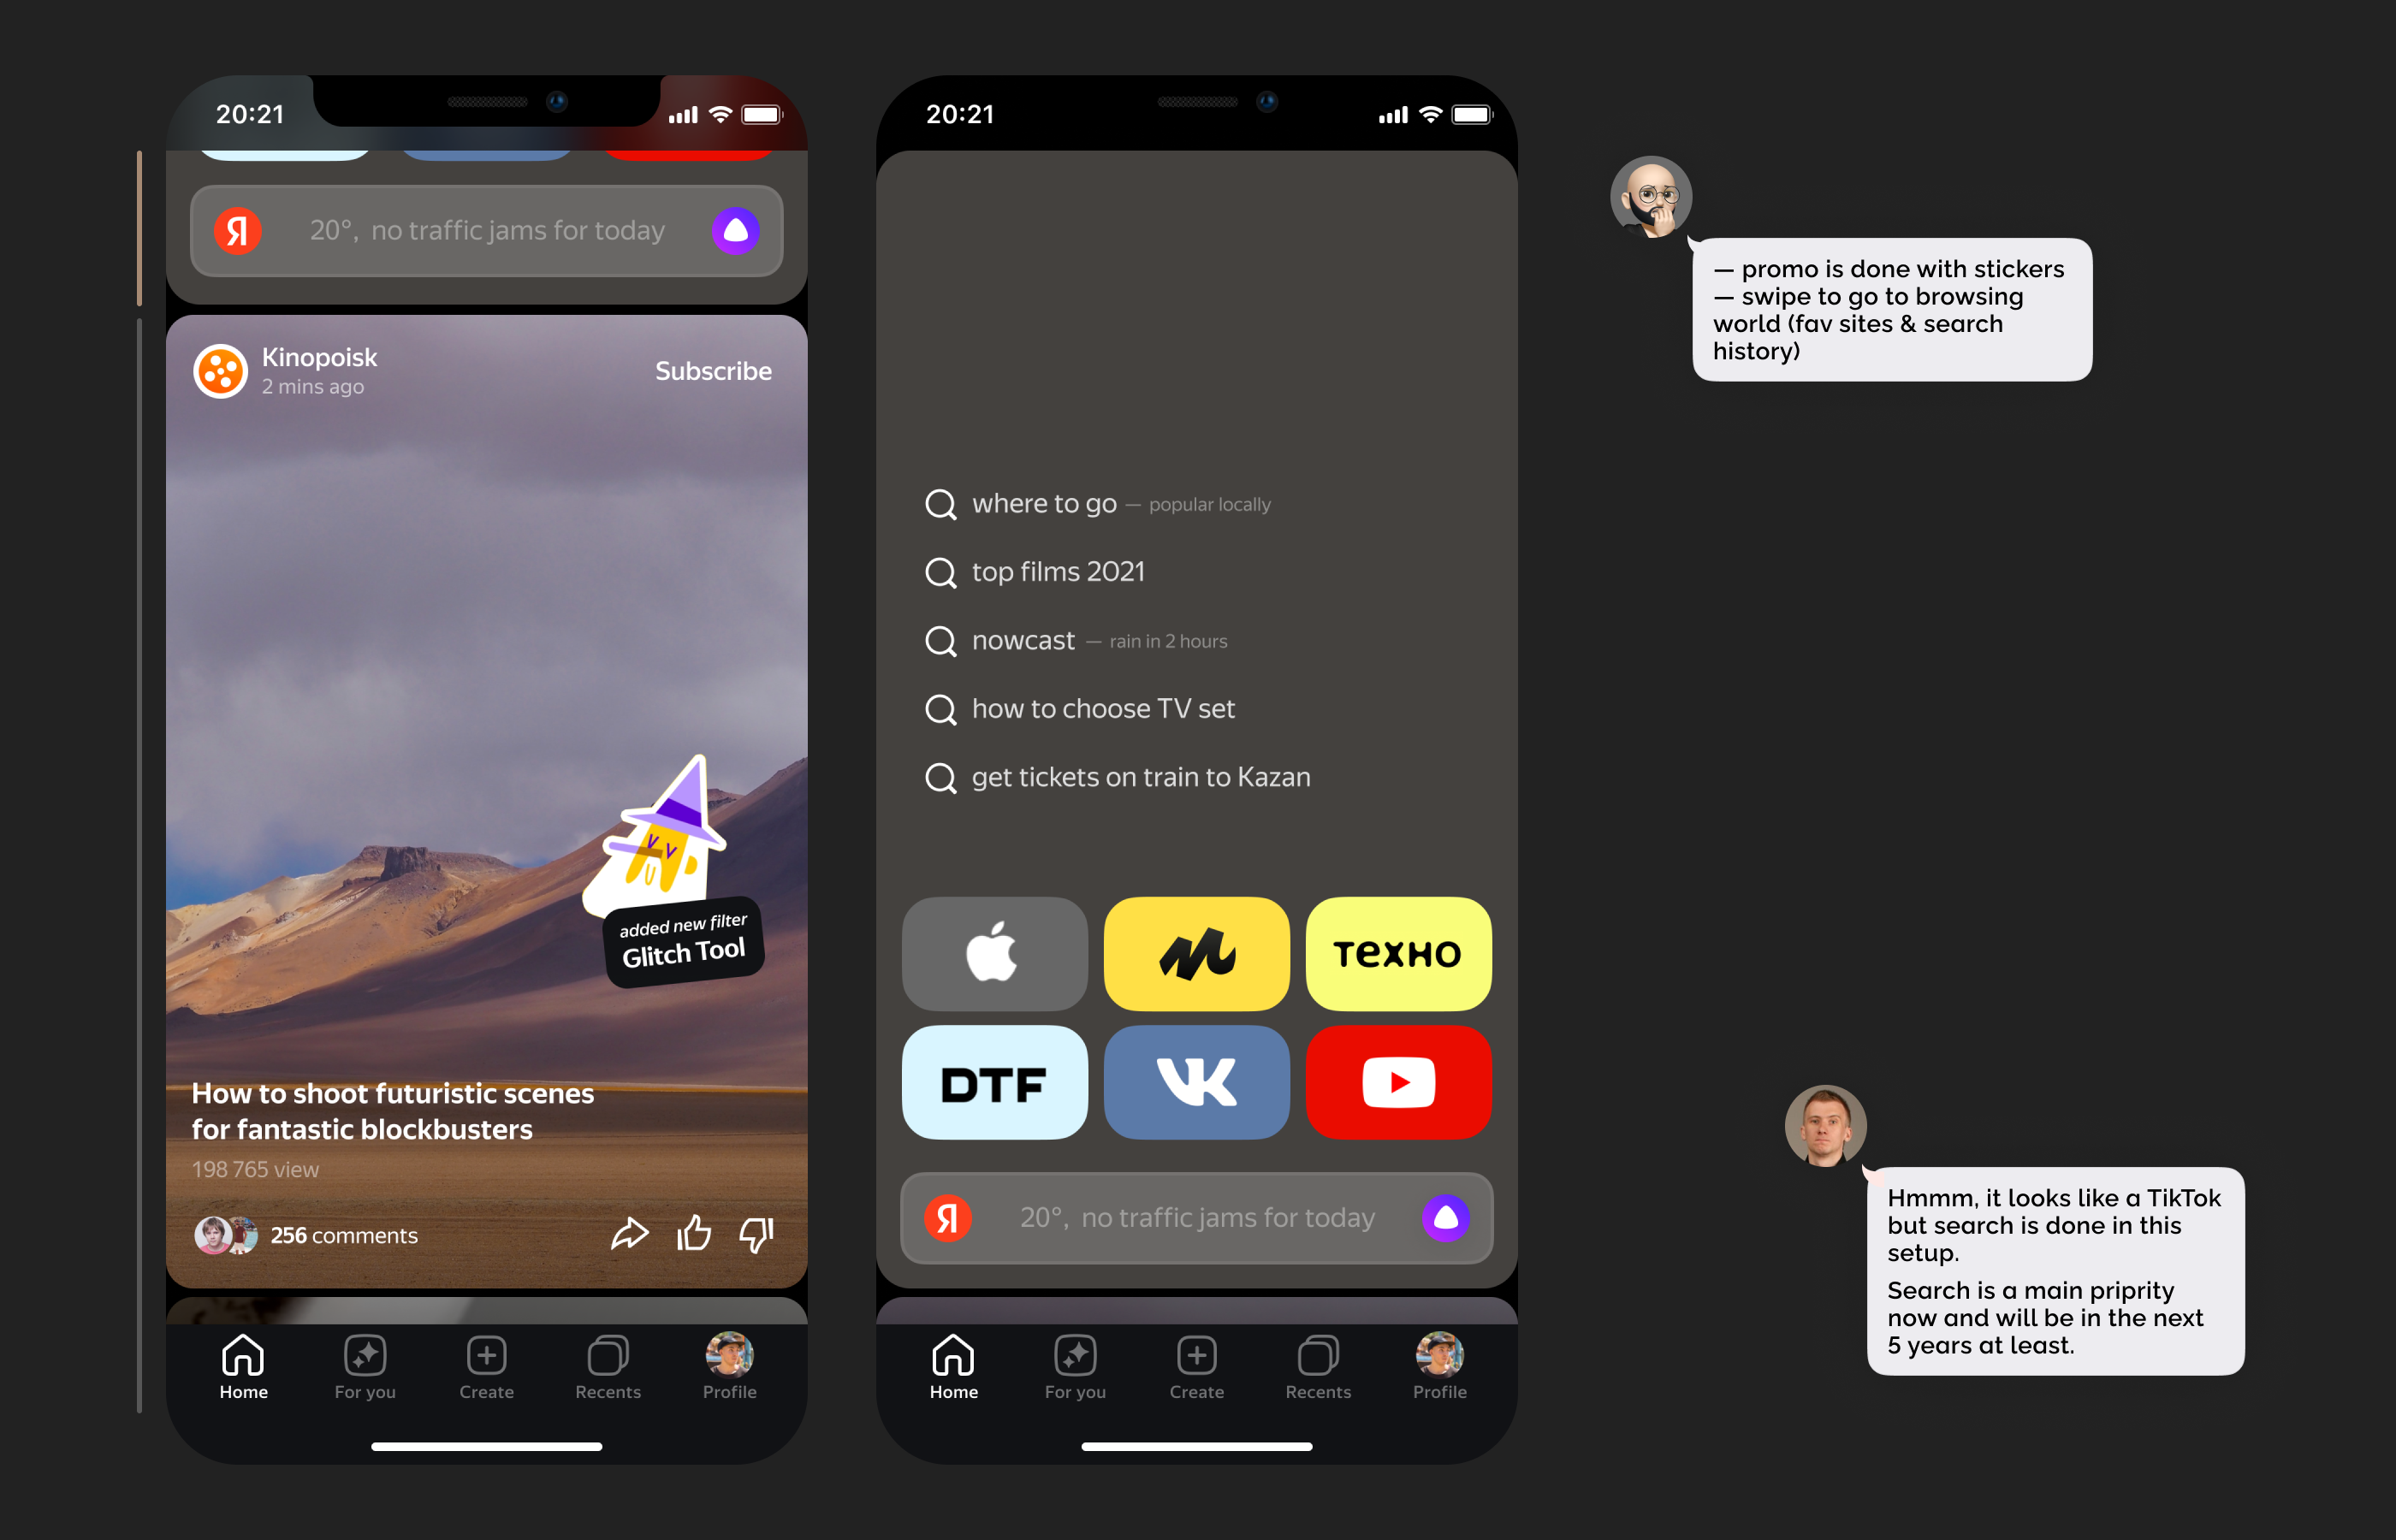 20:21
Я
20°, no traffic jams for today
Kinopoisk
2 mins ago
Subscribe
added new filter
Glitch Tool
How to shoot futuristic scenes
for fantastic blockbusters
198 765 view
256 comments
Home
For you
Create
Recents
Profile
20:21
where to go — popular locally
top films 2021
nowcast — rain in 2 hours
how to choose TV set
get tickets on train to Kazan
техно
DTF
VK
Я
20°, no traffic jams for today
Home
For you
Create
Recents
Profile
— promo is done with stickers
— swipe to go to browsing
world (fav sites & search
history)
Hmmm, it looks like a TikTok
but search is done in this
setup.
Search is a main priprity
now and will be in the next
5 years at least.